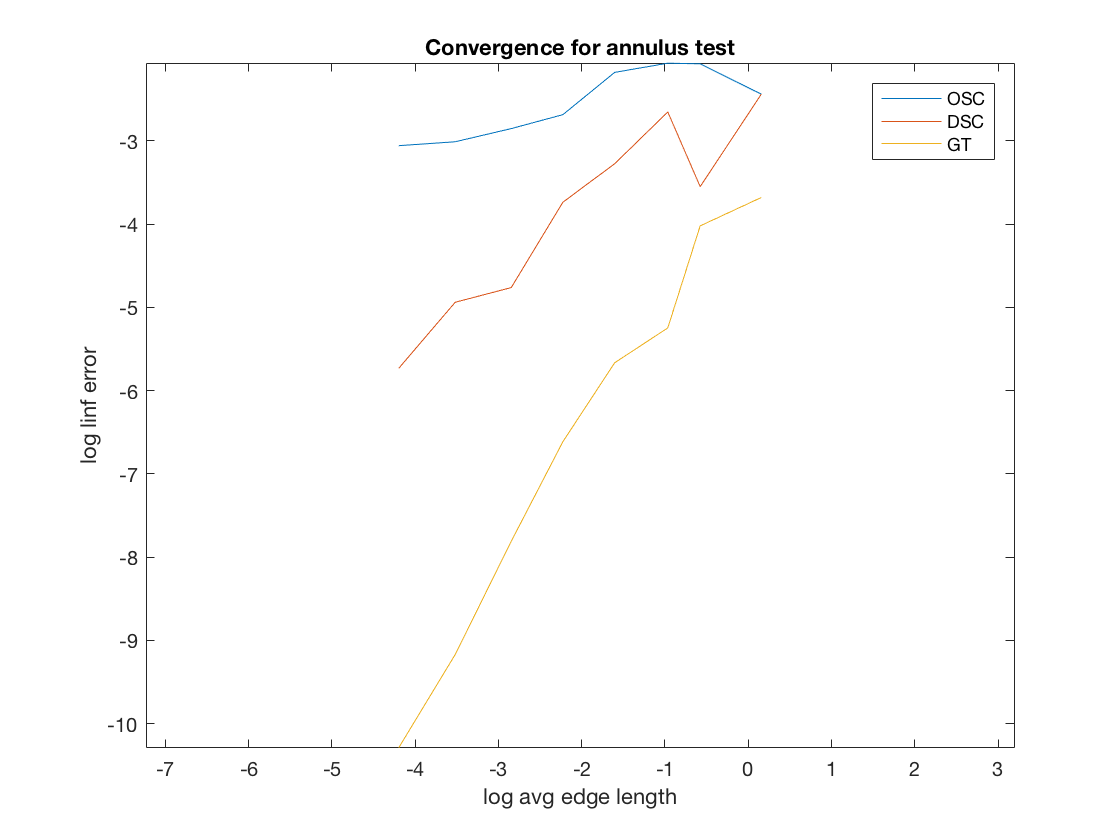 Convergence for annulus test
OSC
DSC
GT
log linf error
-3
-4
-5
-6
-7
-8
-9
-10
-7 -6 -5 -4 -3 -2 -1 0 1 2 3
log avg edge length